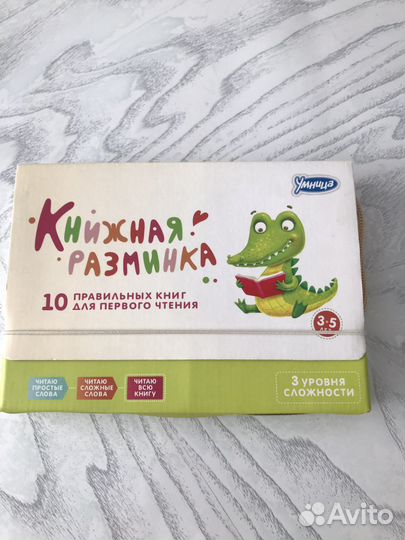 Умница
КНИЖНАЯ
РАЗМИНКА
10 ПРАВИЛЬНЫХ КНИГ
ДЛЯ ПЕРВОГО ЧТЕНИЯ
3-5
ЛЕТ
ЧИТАЮ
ПРОСТЫЕ
СЛОВА
ЧИТАЮ
СЛОЖНЫЕ
СЛОВА
ЧИТАЮ
ВСЮ
КНИГУ
3 УРОВНЯ
СЛОЖНОСТИ
Avito